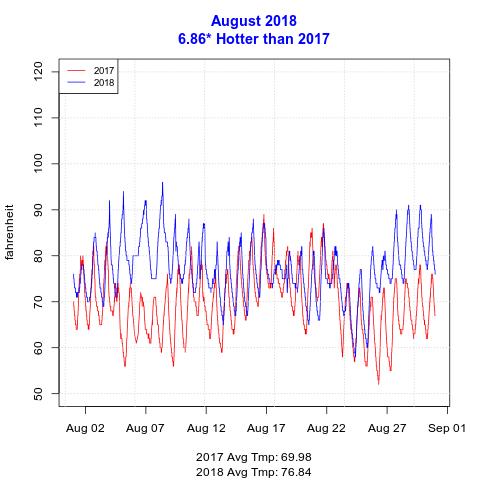 August 2018
6.86* Hotter than 2017
2017
2018
fahrenheit
120
110
100
90
80
70
60
50
Aug 02 Aug 07 Aug 12 Aug 17 Aug 22 Aug 27 Sep 01
2017 Avg Tmp: 69.98
2018 Avg Tmp: 76.84